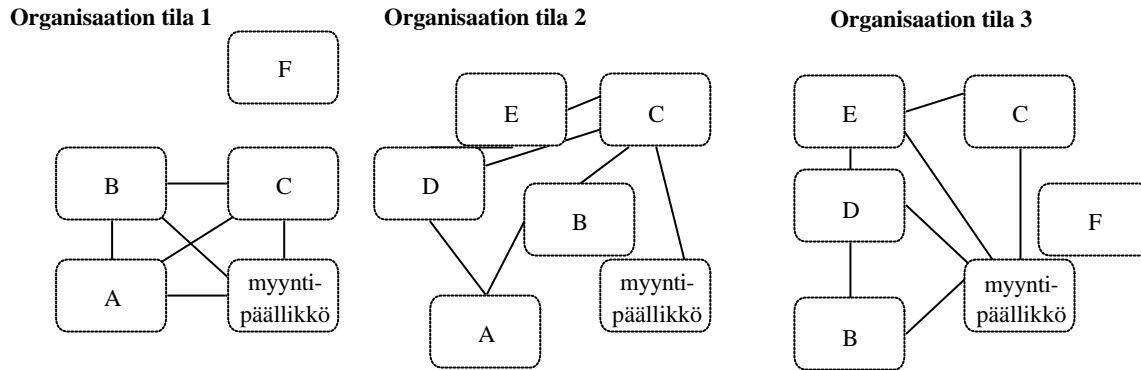 Organisaation tila 1
F
B
C
A
myynti-
päällikkö
Organisaation tila 2
E
C
D
B
myynti-
päällikkö
A
Organisaation tila 3
E
C
D
F
myynti-
päällikkö
B